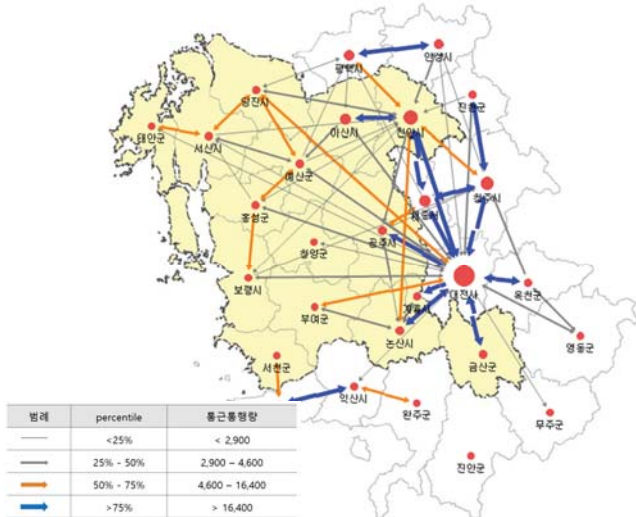 평택시
안성시
당진시
아산시
천안시
진천군
태안군
서산시
예산군
청주시
홍성군
세종시
청양군
공주시
보령시
대전시
옥천군
부여군
계룡시
논산시
영동군
서천군
금산군
익산시
완주군
무주군
진안군
범례 percentile 통근통행량
<25% < 2,900
25% - 50% 2,900 – 4,600
50% - 75% 4,600 – 16,400
>75% > 16,400